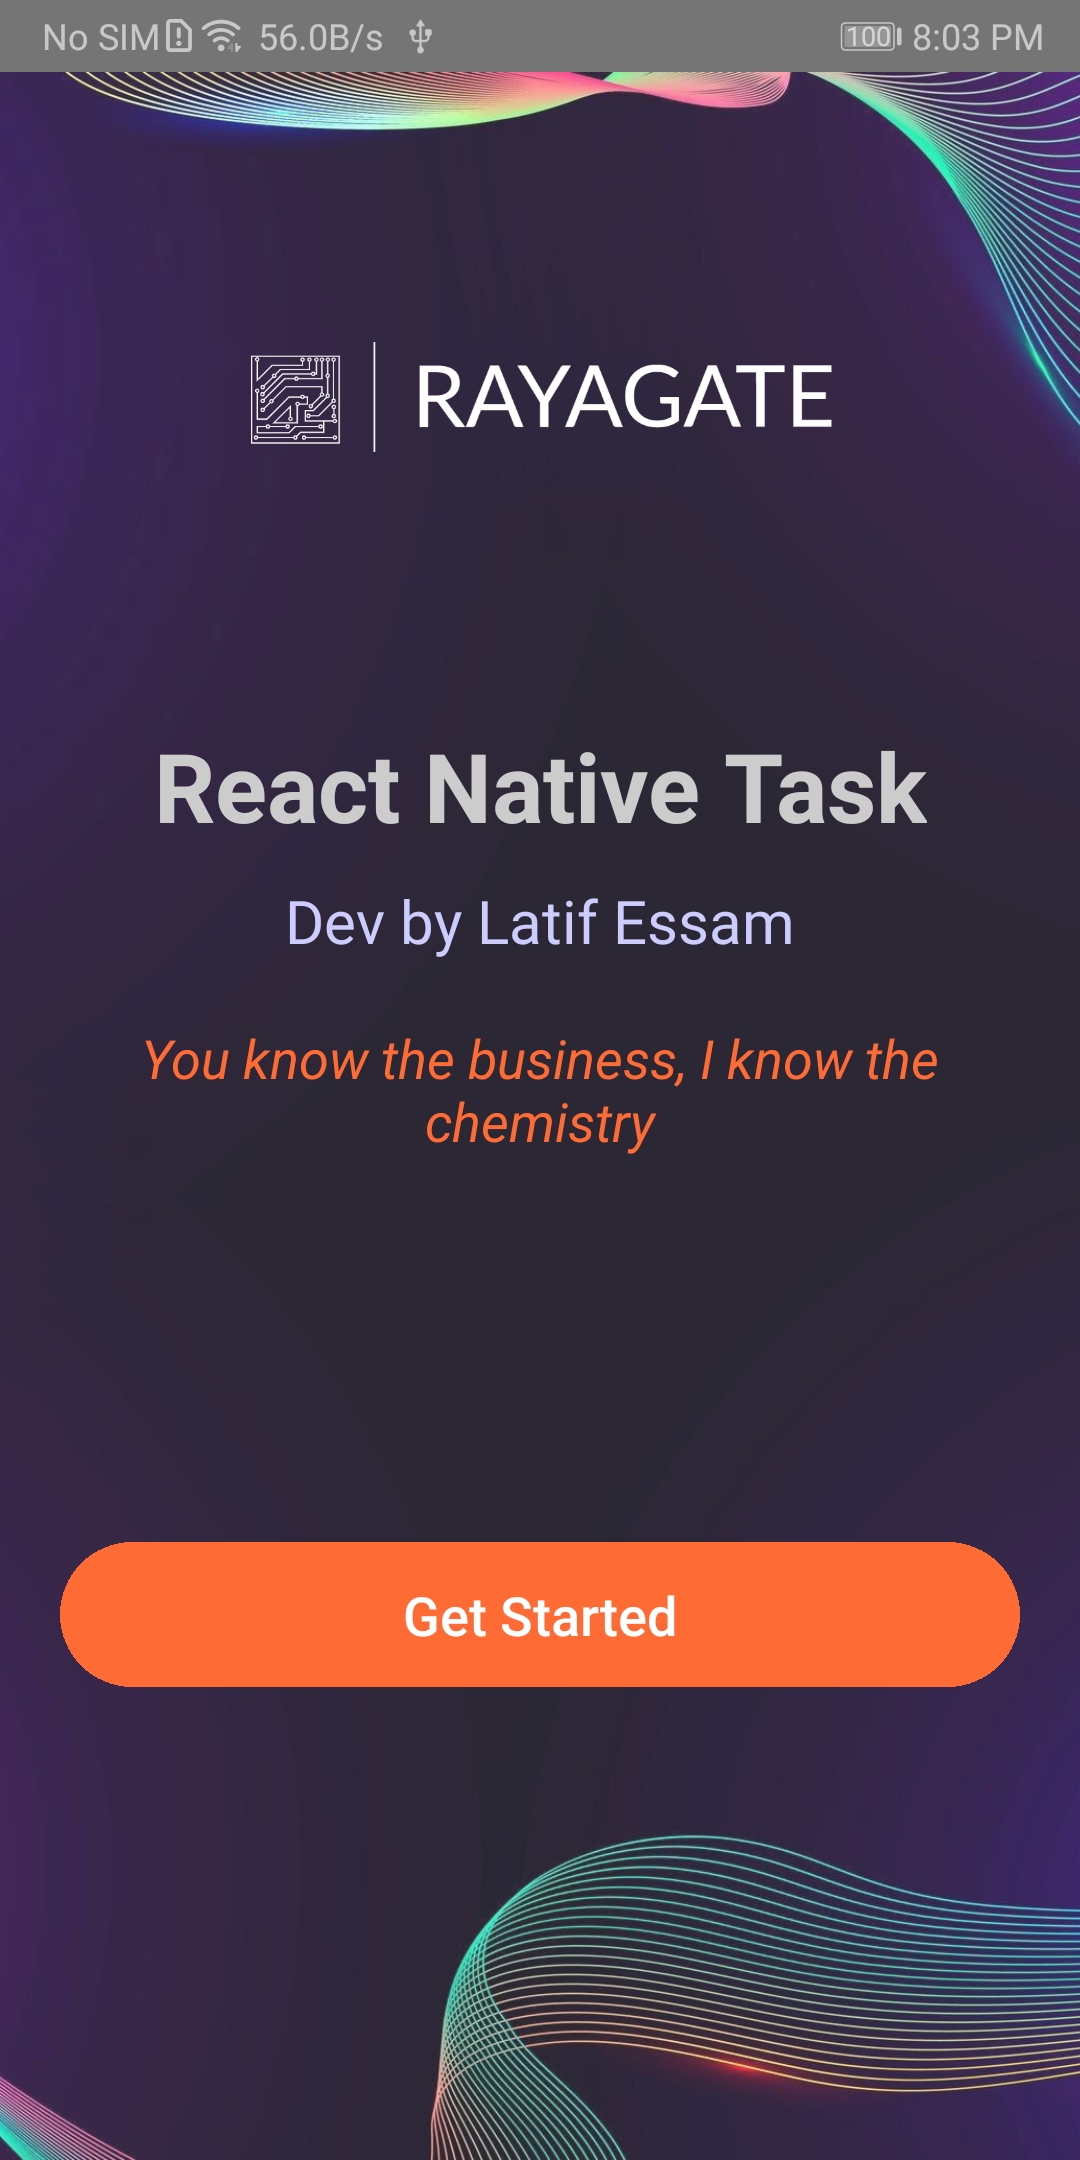 No SIM 56.0B/s 100 8:03 PM
RAYAGATE
React Native Task
Dev by Latif Essam
You know the business, I know the
chemistry
Get Started